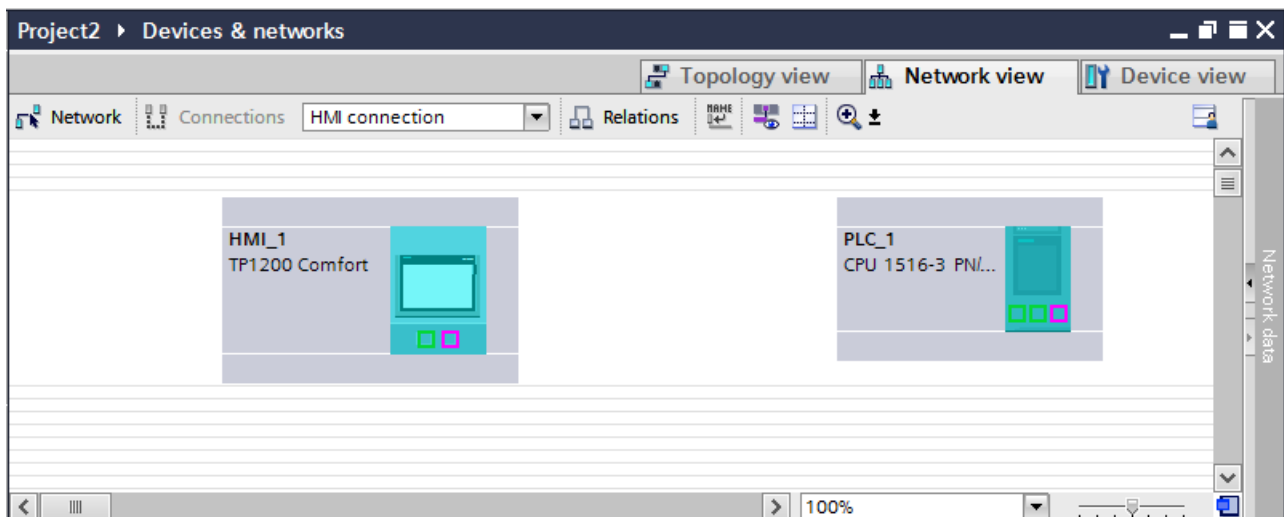 Project2 ▸ Devices & networks
Topology view Network view Device view
Network Connections HMI connection Relations
HMI_1
TP1200 Comfort
PLC_1
CPU 1516-3 PN/...
Network data
100%